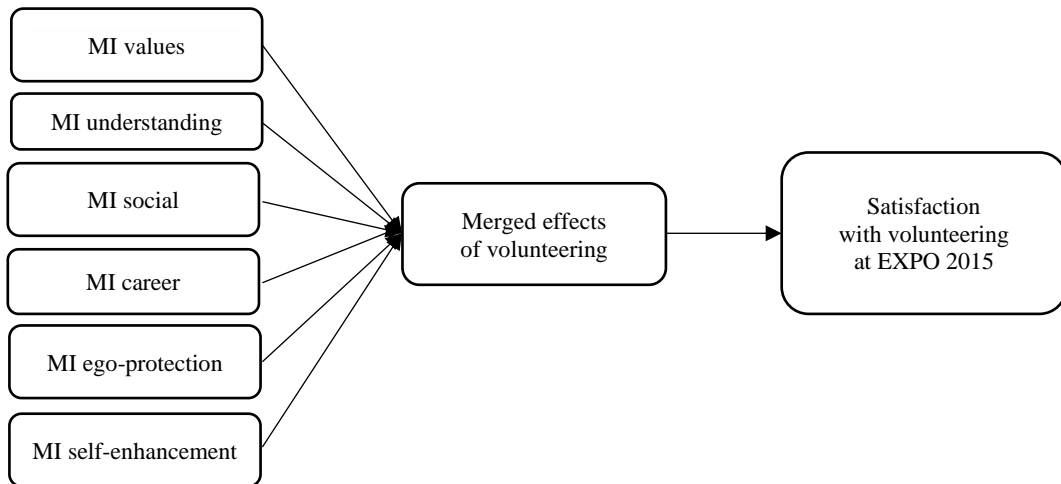 MI values
MI understanding
MI social
MI career
MI ego-protection
MI self-enhancement
Merged effects
of volunteering
Satisfaction
with volunteering
at EXPO 2015